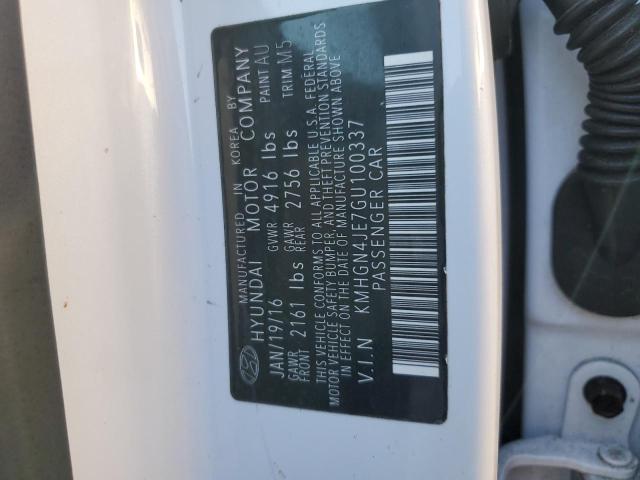 MANUFACTURED IN KOREA BY
HYUNDAI MOTOR COMPANY
JAN/19/16 GVWR 4916 lbs PAINT AU
GAWR FRONT 2161 lbs GAWR REAR 2756 lbs TRIM M5
THIS VEHICLE CONFORMS TO ALL APPLICABLE U.S.A. FEDERAL
MOTOR VEHICLE SAFETY BUMPER, AND THEFT PREVENTION STANDARDS
IN EFFECT ON THE DATE OF MANUFACTURE SHOWN ABOVE
V.I.N KMHGN4JE7GU100337
PASSENGER CAR